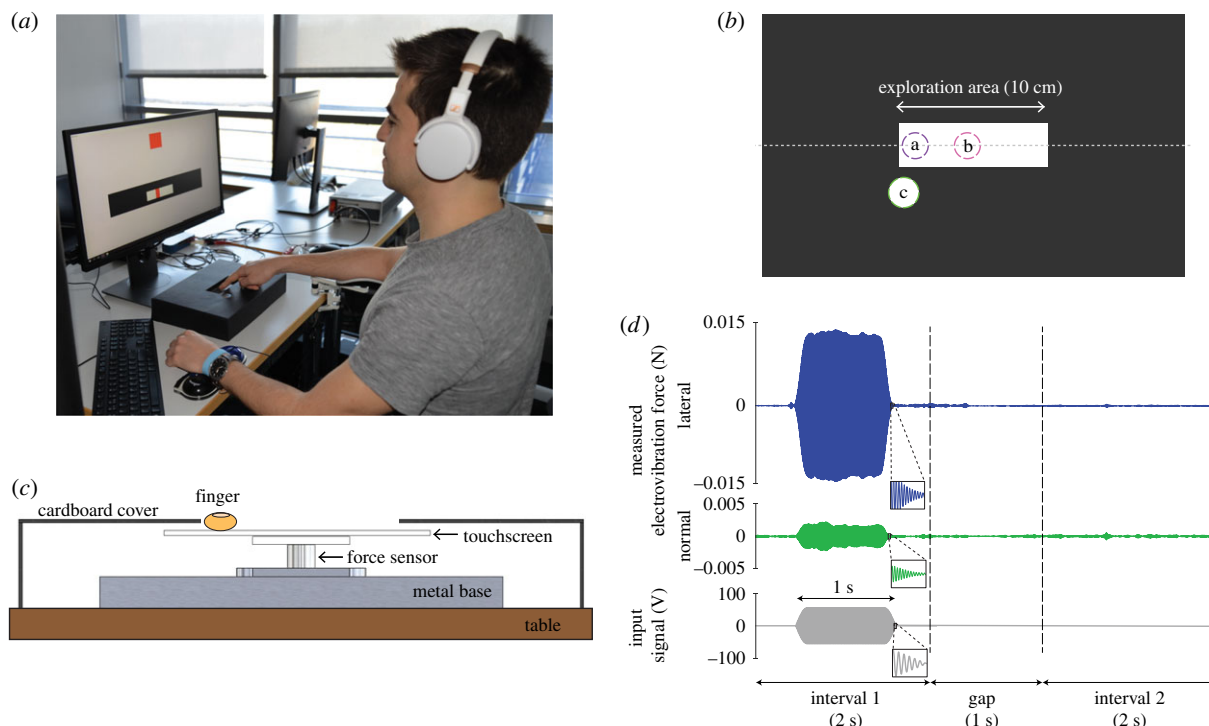 (a)
(b)
exploration area (10 cm)
a
b
c
(c)
finger
cardboard cover
touchscreen
force sensor
metal base
table
(d)
measured
electrovibration force (N)
lateral
normal
0.015
0
−0.015
0.005
0
−0.005
input
signal (V)
100
0
−100
1 s
interval 1
(2 s)
gap
(1 s)
interval 2
(2 s)